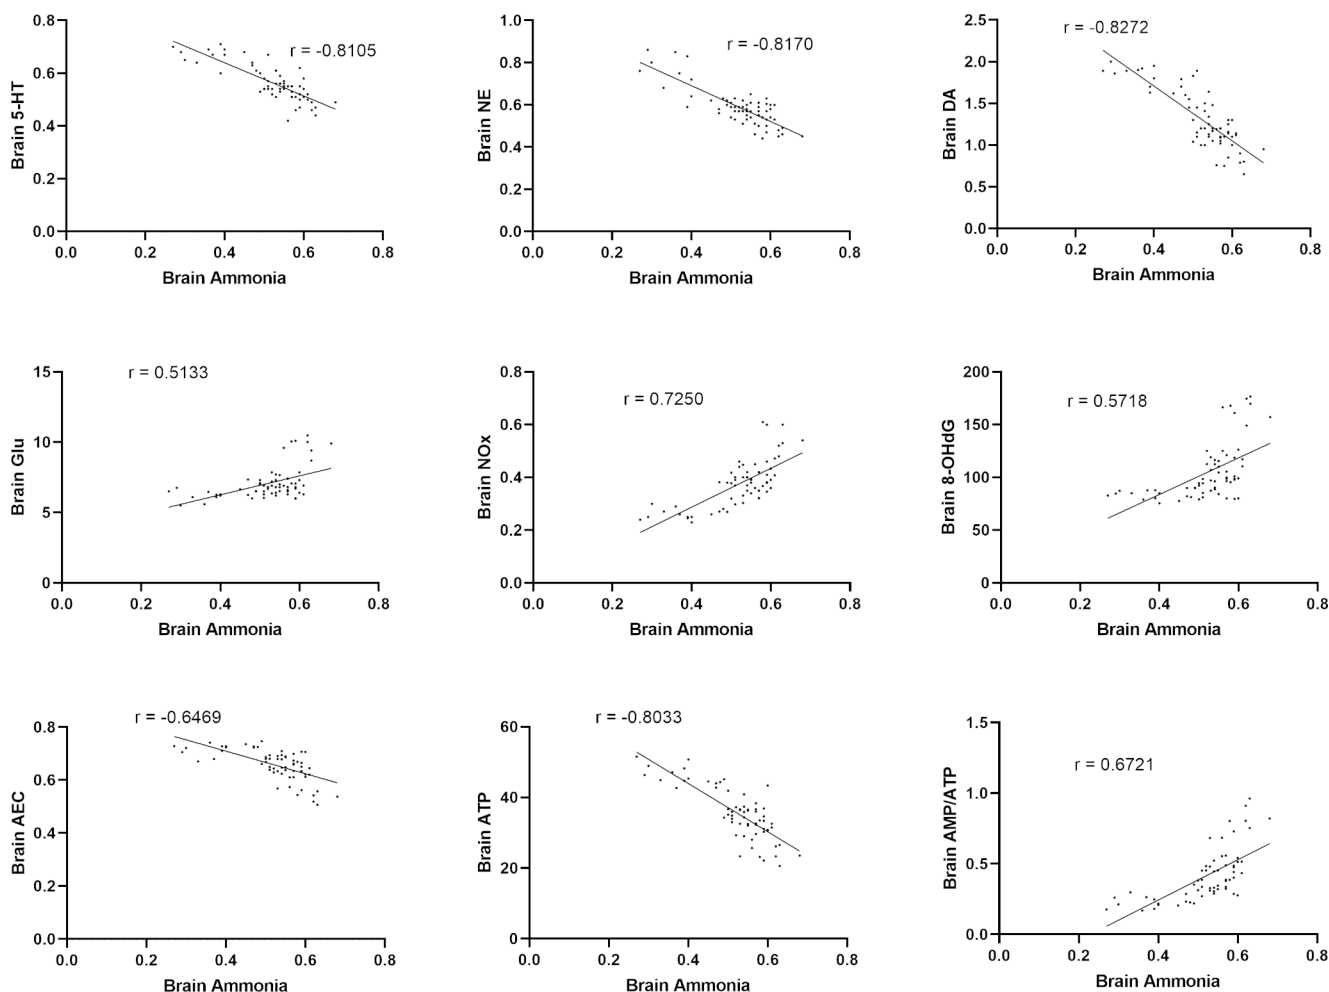 r = -0.8105
0.8
0.6
0.4
0.2
0.0
Brain 5-HT
0.0 0.2 0.4 0.6 0.8
Brain Ammonia
r = -0.8170
1.0
0.8
0.6
0.4
0.2
0.0
Brain NE
0.0 0.2 0.4 0.6 0.8
Brain Ammonia
r = -0.8272
2.5
2.0
1.5
1.0
0.5
0.0
Brain DA
0.0 0.2 0.4 0.6 0.8
Brain Ammonia
r = 0.5133
15
10
5
0
Brain Glu
0.0 0.2 0.4 0.6 0.8
Brain Ammonia
r = 0.7250
0.8
0.6
0.4
0.2
0.0
Brain NOx
0.0 0.2 0.4 0.6 0.8
Brain Ammonia
r = 0.5718
200
150
100
50
0
Brain 8-OHdG
0.0 0.2 0.4 0.6 0.8
Brain Ammonia
r = -0.6469
0.8
0.6
0.4
0.2
0.0
Brain AEC
0.0 0.2 0.4 0.6 0.8
Brain Ammonia
r = -0.8033
60
40
20
0
Brain ATP
0.0 0.2 0.4 0.6 0.8
Brain Ammonia
r = 0.6721
1.5
1.0
0.5
0.0
Brain AMP/ATP
0.0 0.2 0.4 0.6 0.8
Brain Ammonia